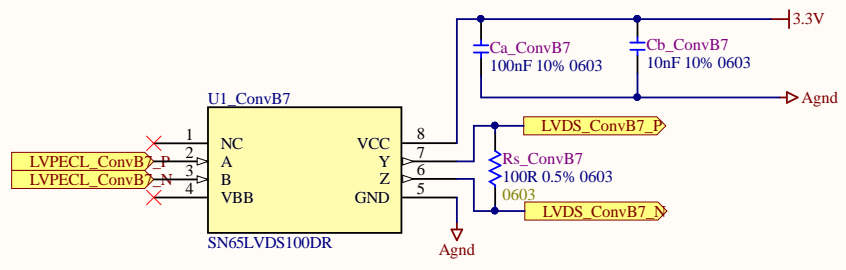 3.3V
Ca_ConvB7
100nF 10% 0603
Cb_ConvB7
10nF 10% 0603
Agnd
U1_ConvB7
1 NC VCC 8
LVPECL_ConvB7_P 2 A Y 7
LVPECL_ConvB7_N 3 B Z 6
4 VBB GND 5
SN65LVDS100DR
Agnd
LVDS_ConvB7_P
Rs_ConvB7
100R 0.5% 0603
0603
LVDS_ConvB7_N